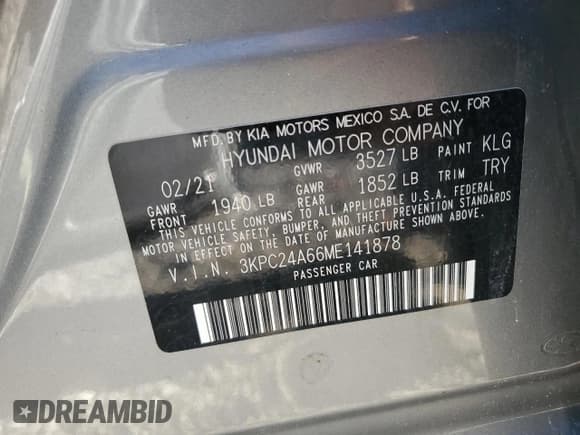 MFD. BY KIA MOTORS MEXICO S.A. DE C.V. FOR
HYUNDAI MOTOR COMPANY
02/21 GVWR 3527 LB PAINT KLG
GAWR FRONT 1940 LB GAWR REAR 1852 LB TRIM TRY
THIS VEHICLE CONFORMS TO ALL APPLICABLE U.S.A. FEDERAL
MOTOR VEHICLE SAFETY, BUMPER, AND THEFT PREVENTION STANDARDS
IN EFFECT ON THE DATE OF MANUFACTURE SHOWN ABOVE.
V.I.N. 3KPC24A66ME141878
PASSENGER CAR
DREAMBID